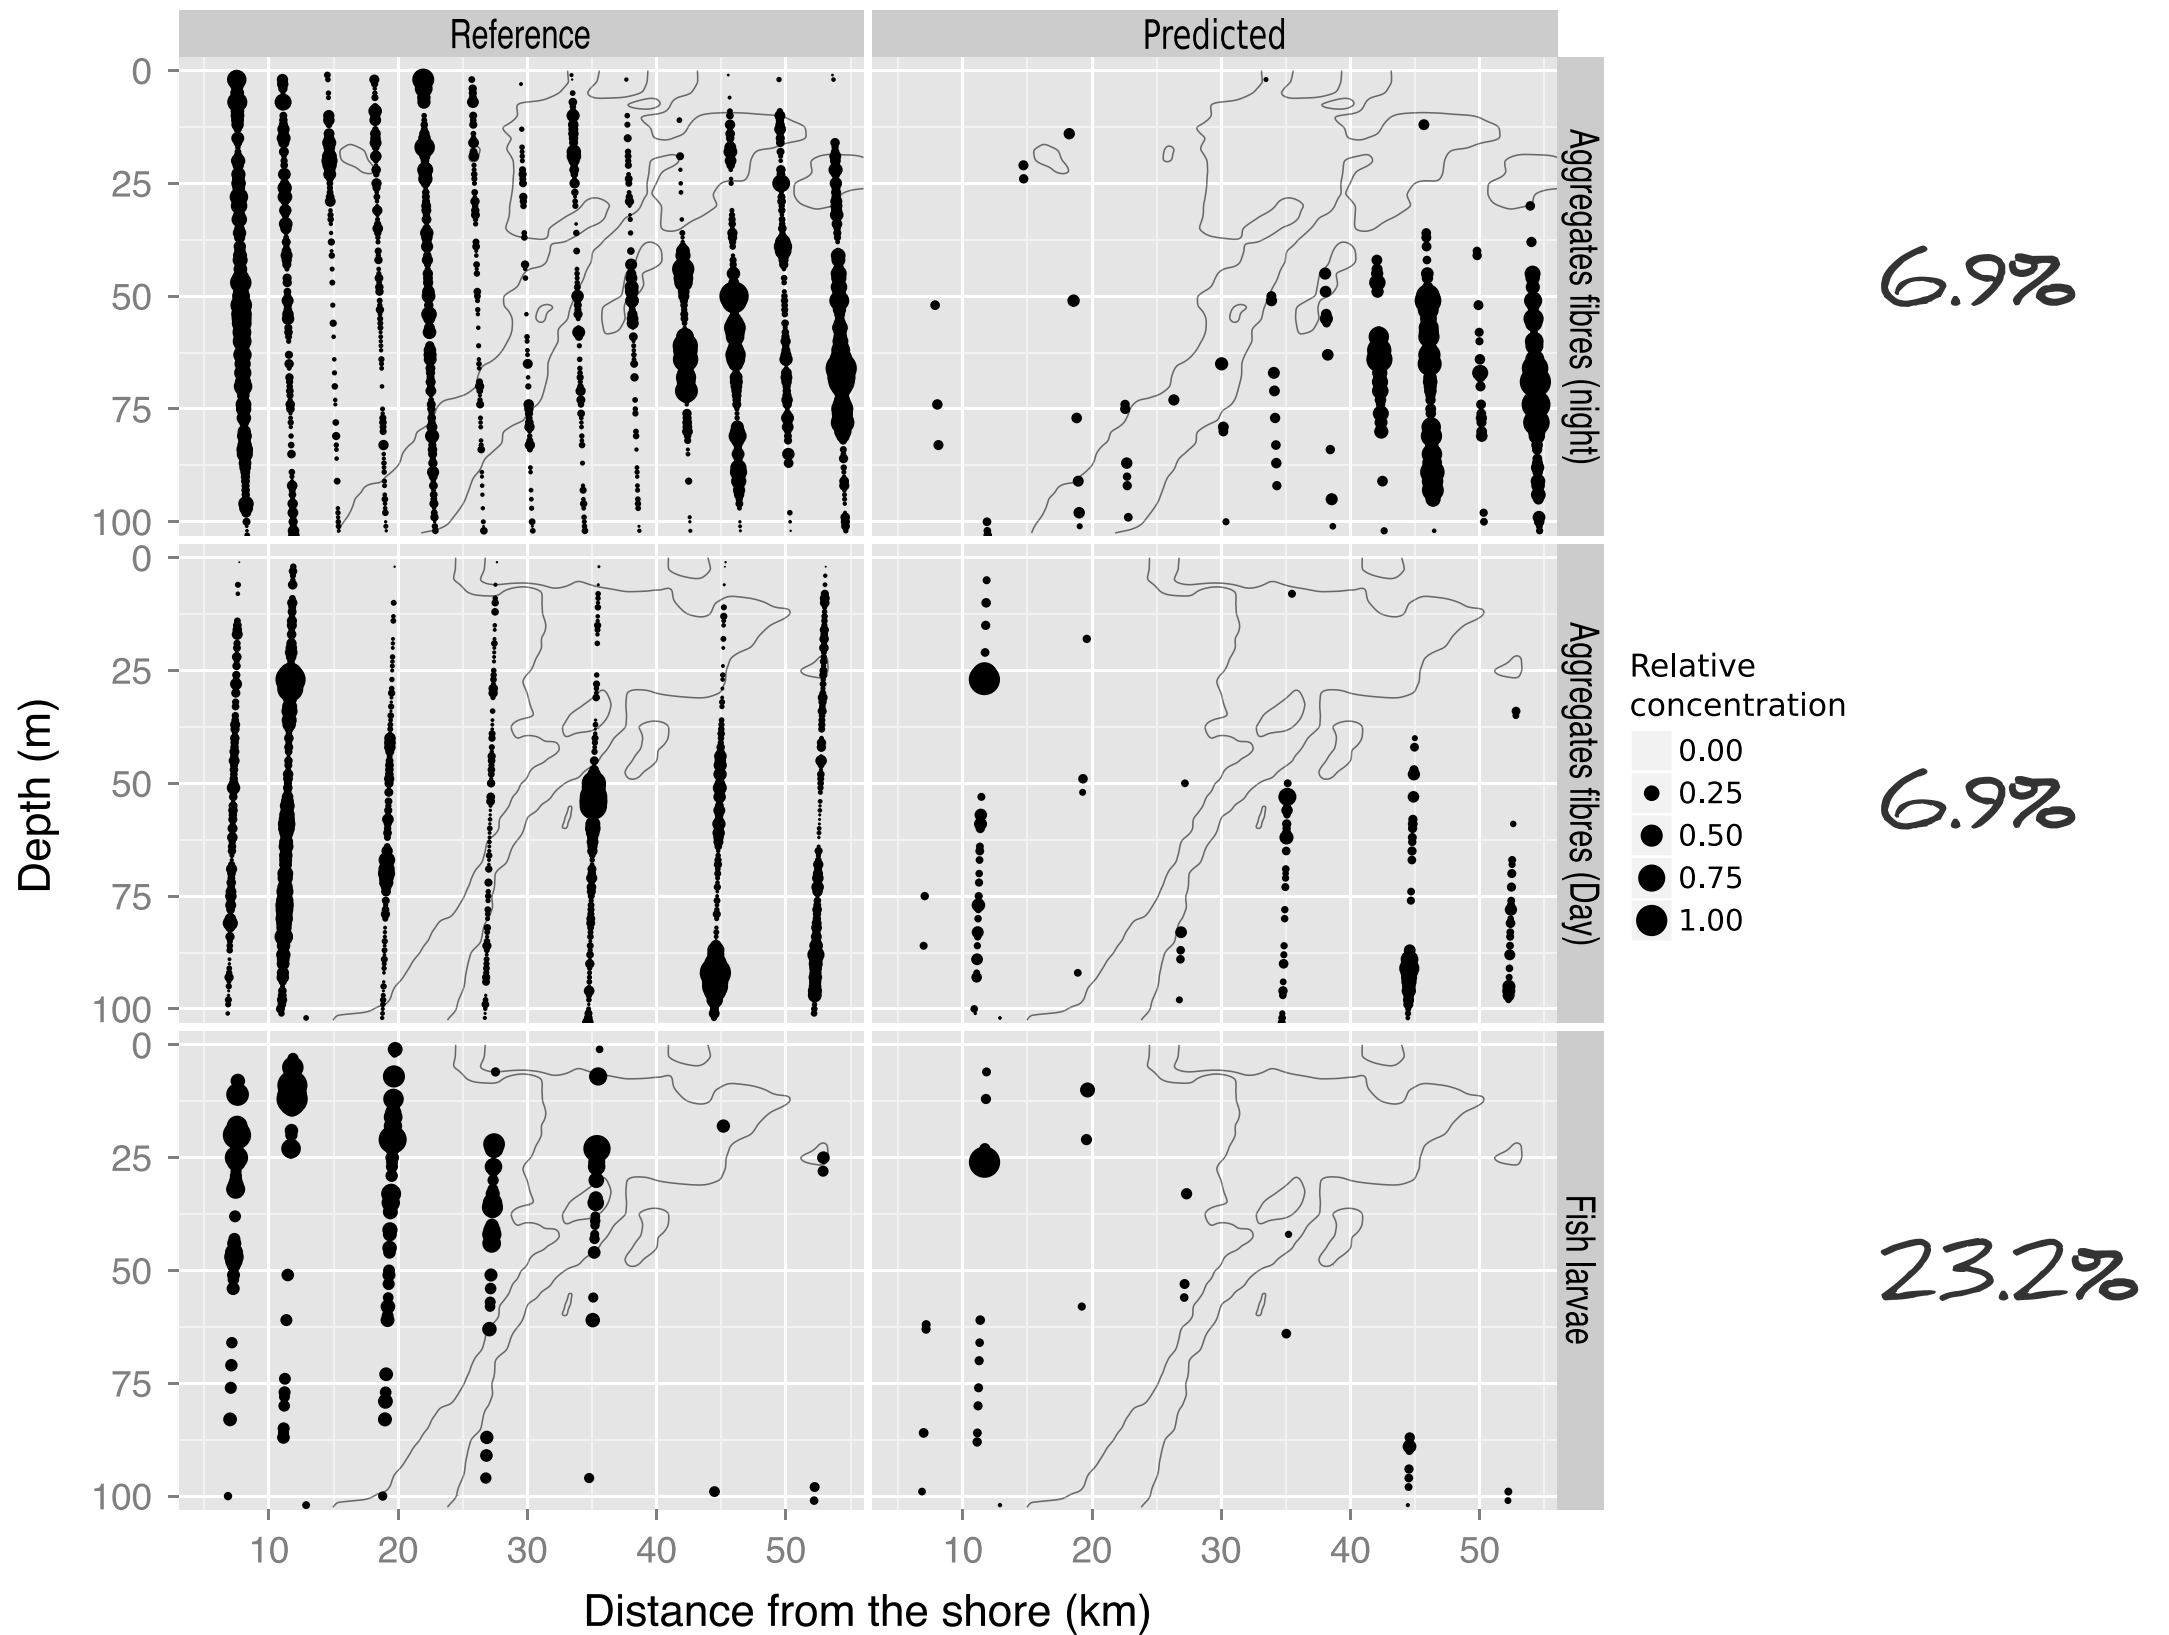 Reference
Predicted
0
25
50
75
100
Aggregates fibres (night)
6.9%
0
25
50
75
100
Aggregates fibres (Day)
6.9%
0
25
50
75
100
Fish larvae
23.2%
Depth (m)
10 20 30 40 50
10 20 30 40 50
Distance from the shore (km)
Relative
concentration
0.00
0.25
0.50
0.75
1.00